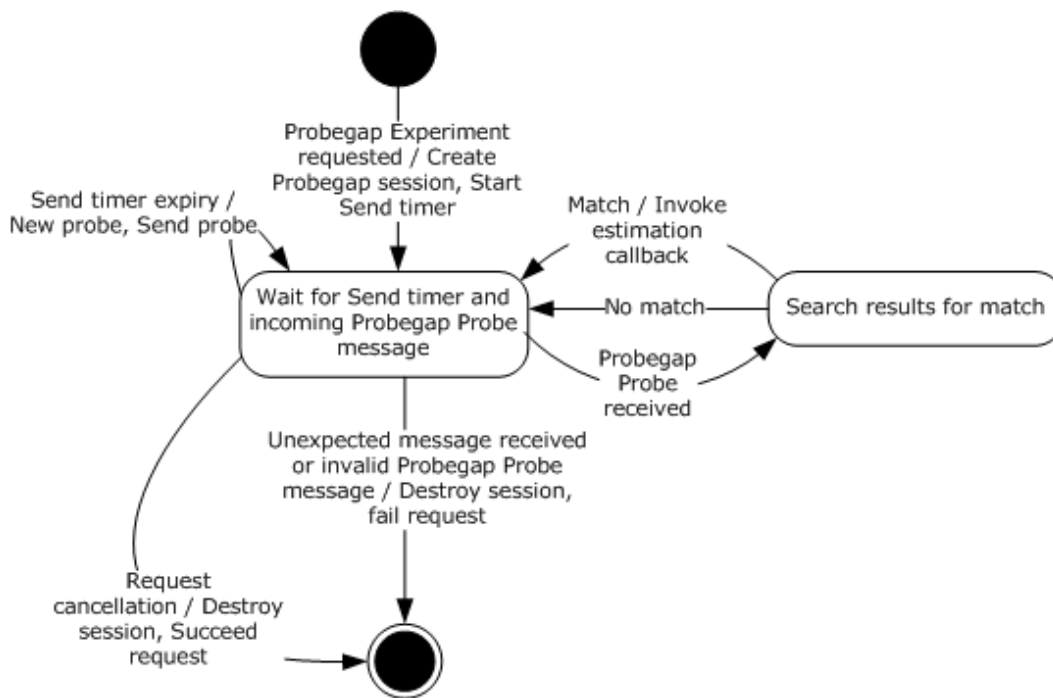 Probegap Experiment
requested / Create
Probegap session, Start
Send timer
Send timer expiry /
New probe, Send probe
Match / Invoke
estimation
callback
Wait for Send timer and
incoming Probegap Probe
message
No match
Search results for match
Probegap
Probe
received
Unexpected message received
or invalid Probegap Probe
message / Destroy session,
fail request
Request
cancellation / Destroy
session, Succeed
request